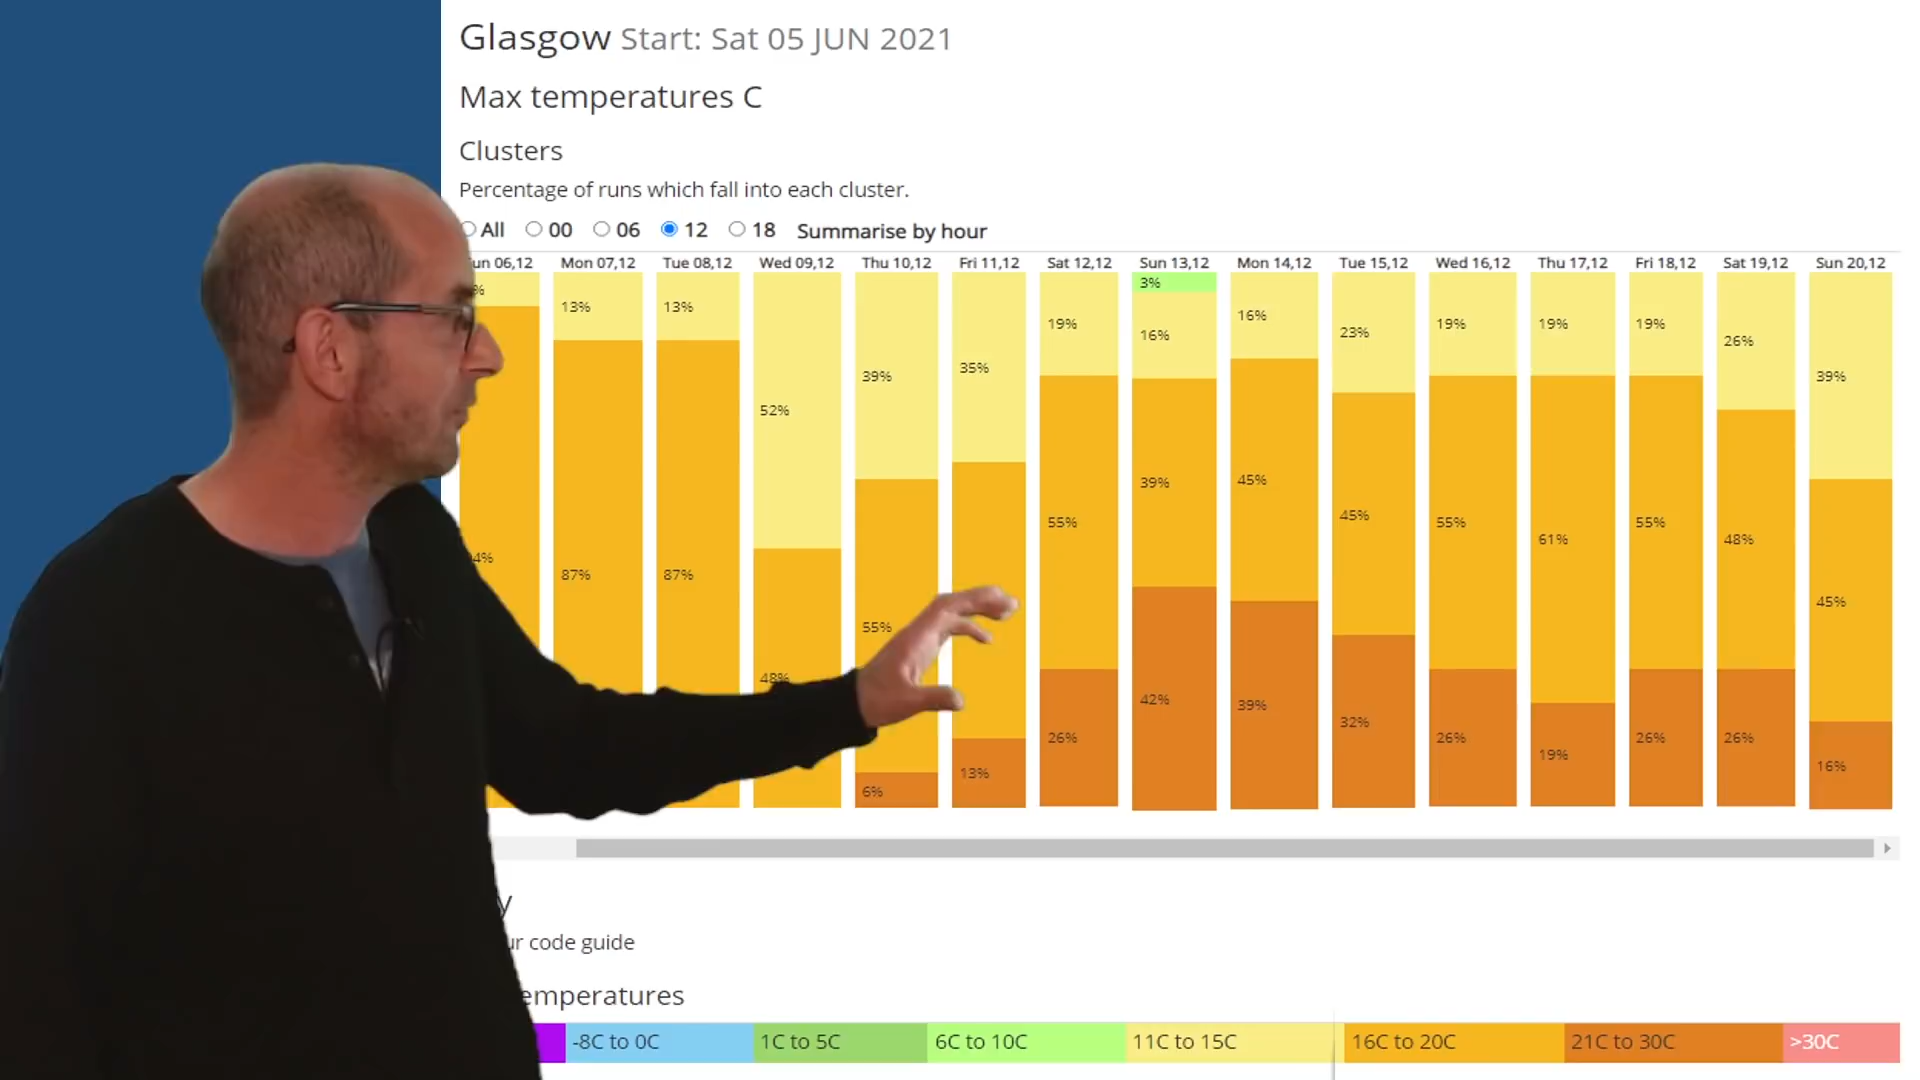 Glasgow Start: Sat 05 JUN 2021
Max temperatures C
Clusters
Percentage of runs which fall into each cluster.
All 00 06 12 18 Summarise by hour
06,12 Mon 07,12 Tue 08,12 Wed 09,12 Thu 10,12 Fri 11,12 Sat 12,12 Sun 13,12 Mon 14,12 Tue 15,12 Wed 16,12 Thu 17,12 Fri 18,12 Sat 19,12 Sun 20,12
13% 13% 52% 39% 35% 19% 3% 16% 16% 23% 19% 19% 19% 26% 39%
87% 87% 48% 55% 55% 39% 45% 45% 55% 61% 55% 48% 45%
6% 13% 26% 42% 39% 32% 26% 19% 26% 26% 16%
code guide
-8C to 0C 1C to 5C 6C to 10C 11C to 15C 16C to 20C 21C to 30C >30C